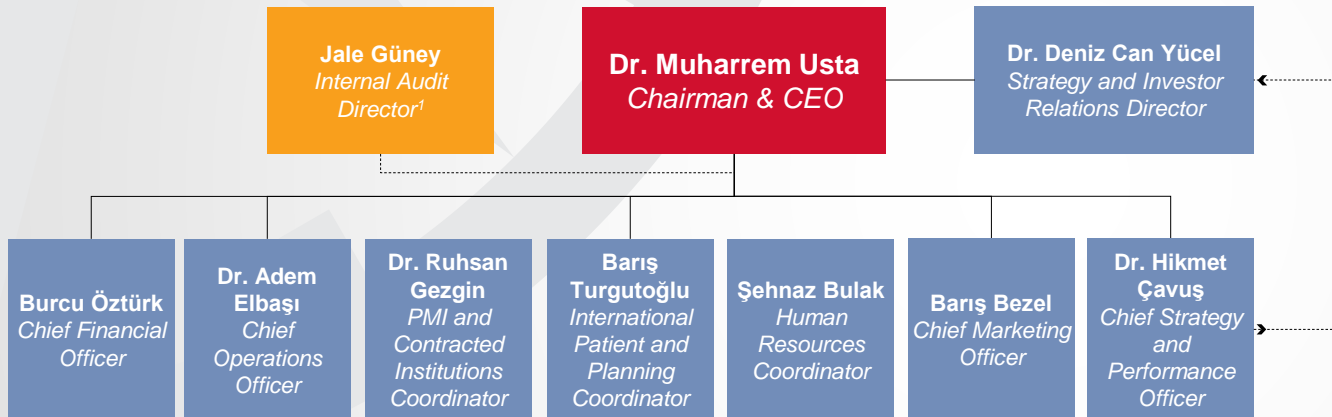 Jale Güney
Internal Audit
Director¹
Dr. Muharrem Usta
Chairman & CEO
Dr. Deniz Can Yücel
Strategy and Investor
Relations Director
Burcu Öztürk
Chief Financial
Officer
Dr. Adem
Elbaşı
Chief
Operations
Officer
Dr. Ruhsan
Gezgin
PMI and
Contracted
Institutions
Coordinator
Barış
Turgutoğlu
International
Patient and
Planning
Coordinator
Şehnaz Bulak
Human
Resources
Coordinator
Barış Bezel
Chief Marketing
Officer
Dr. Hikmet
Çavuş
Chief Strategy
and
Performance
Officer